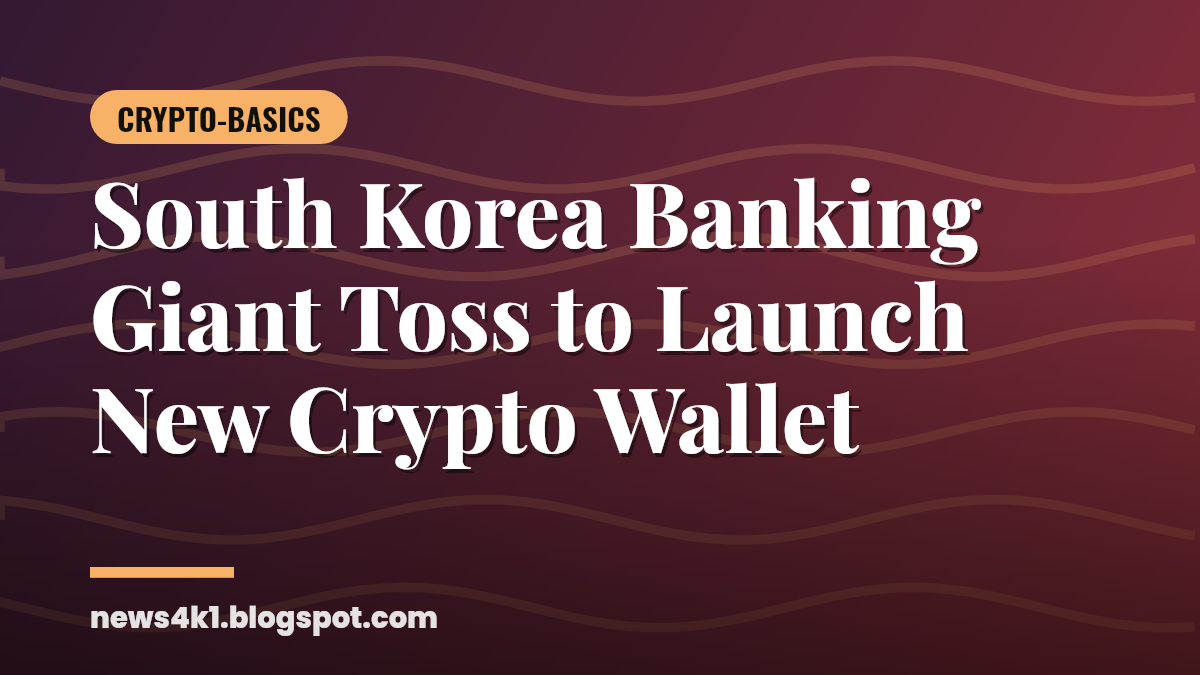 CRYPTO-BASICS
South Korea Banking
Giant Toss to Launch
New Crypto Wallet
news4k1.blogspot.com